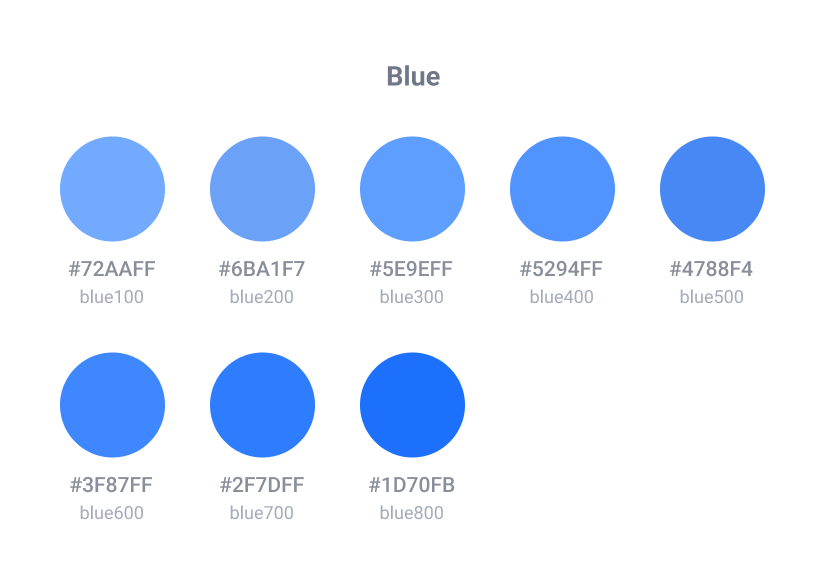 Blue
#72AAFF #6BA1F7 #5E9EFF #5294FF #4788F4
blue100 blue200 blue300 blue400 blue500
#3F87FF #2F7DFF #1D70FB
blue600 blue700 blue800